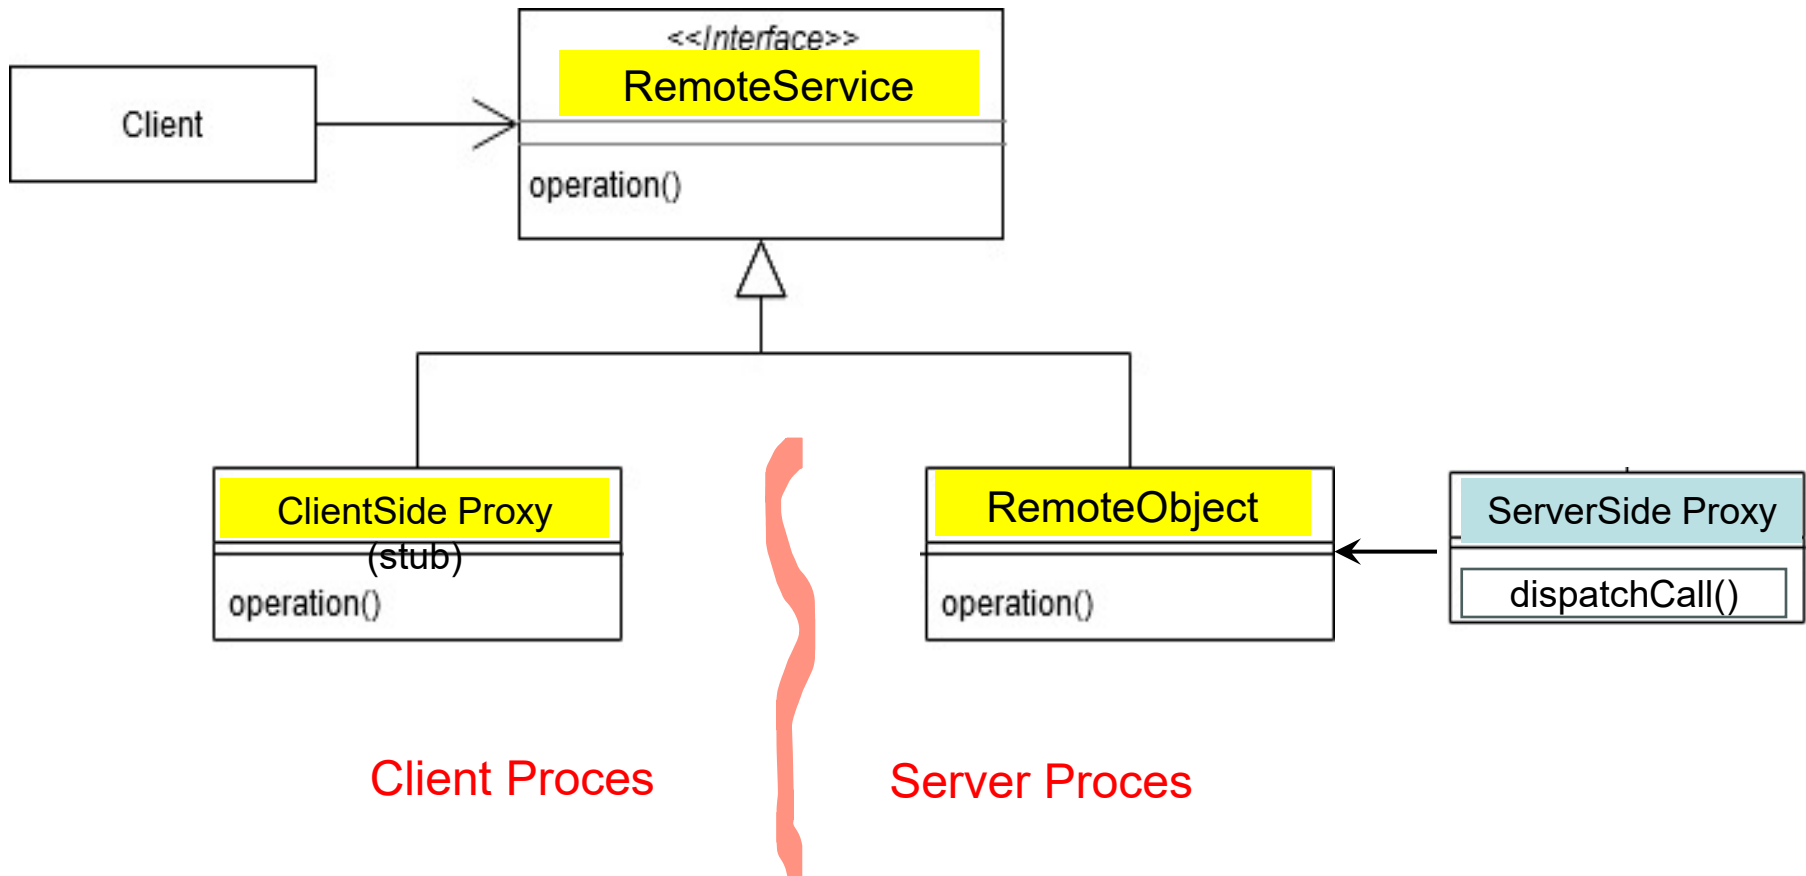 <<Interface>>
RemoteService
Client
operation()
ClientSide Proxy
(stub)
operation()
RemoteObject
operation()
ServerSide Proxy
dispatchCall()
Client Proces
Server Proces